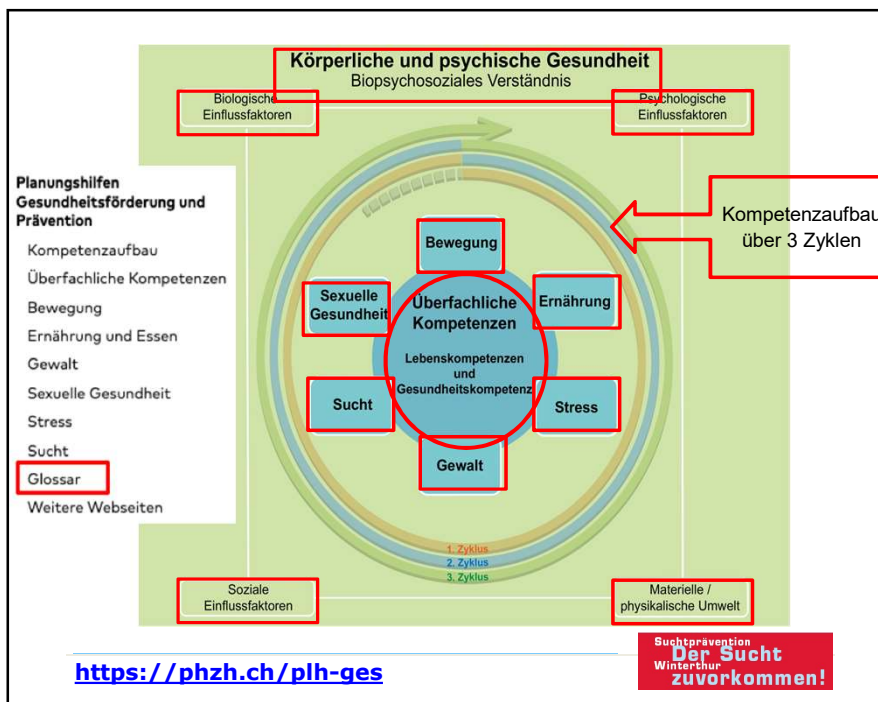 Körperliche und psychische Gesundheit
Biopsychosoziales Verständnis
Biologische
Einflussfaktoren
Psychologische
Einflussfaktoren
Planungshilfen
Gesundheitsförderung und
Prävention
Kompetenzaufbau
Überfachliche Kompetenzen
Bewegung
Ernährung und Essen
Gewalt
Sexuelle Gesundheit
Stress
Sucht
Glossar
Weitere Webseiten
Kompetenzaufbau
über 3 Zyklen
Bewegung
Sexuelle
Gesundheit
Überfachliche
Kompetenzen
Lebenskompetenzen
und
Gesundheitskompetenz
Ernährung
Sucht
Stress
Gewalt
1. Zyklus
2. Zyklus
3. Zyklus
Soziale
Einflussfaktoren
Materielle /
physikalische Umwelt
https://phzh.ch/plh-ges
Suchtprävention
Der Sucht
Winterthur
zuvorkommen!